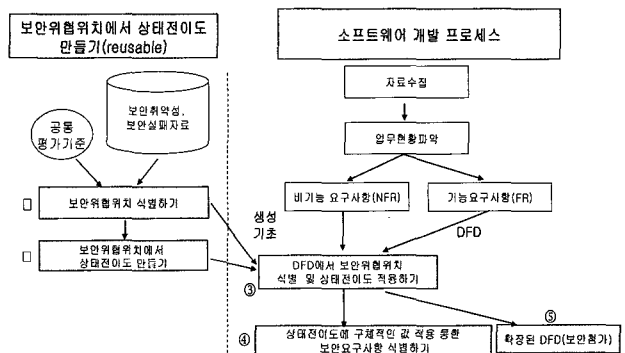 보안위협위치에서 상태전이도
만들기(reusable)
소프트웨어 개발 프로세스
공통
평가기준
보안취약성,
보안실패자료
보안위협위치 식별하기
보안위협위치에서
상태전이도 만들기
자료수집
업무현황파악
비기능 요구사항(NFR)
기능요구사항(FR)
생성
기초
DFD
DFD에서 보안위협위치
식별 및 상태전이도 적용하기
③
④
상태전이도에 구체적인 값 적용 통한
보안요구사항 식별하기
⑤
확장된 DFD(보안첨가)